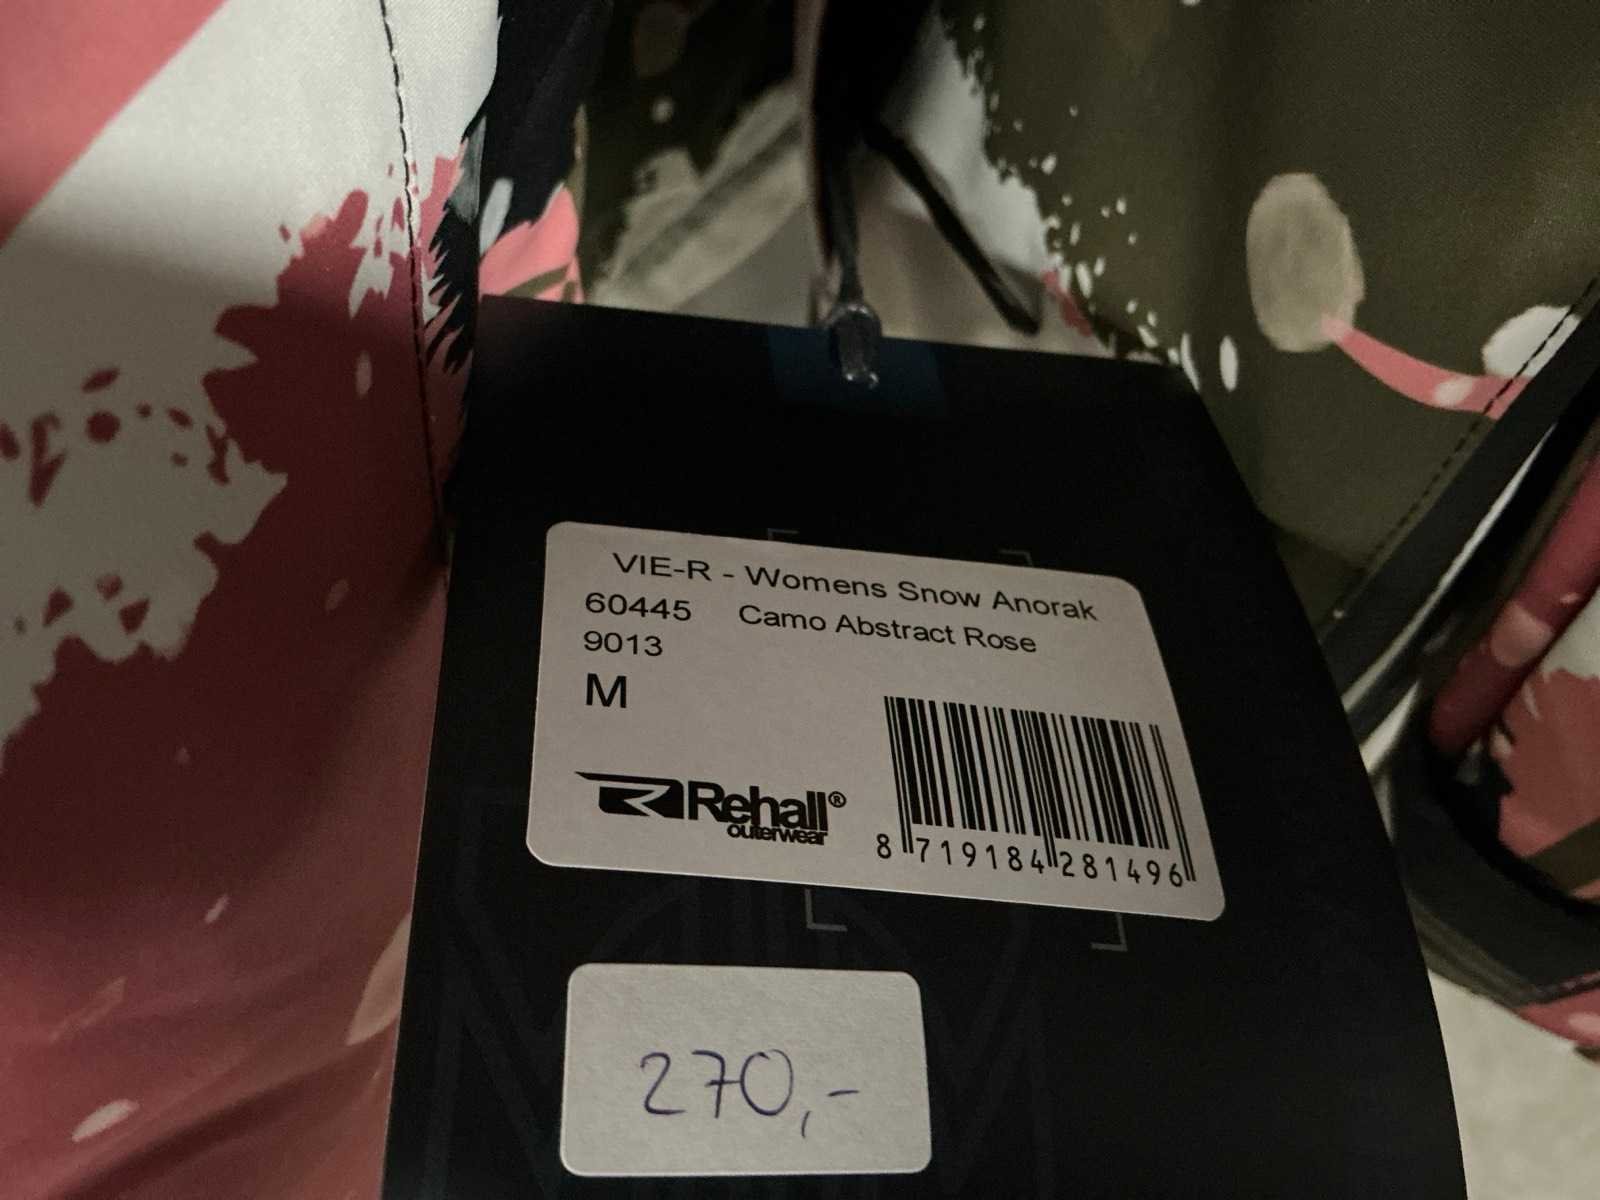 VIE-R - Womens Snow Anorak
60445 Camo Abstract Rose
9013
M
Rehall®
outerwear
8 719184 281496
270,-